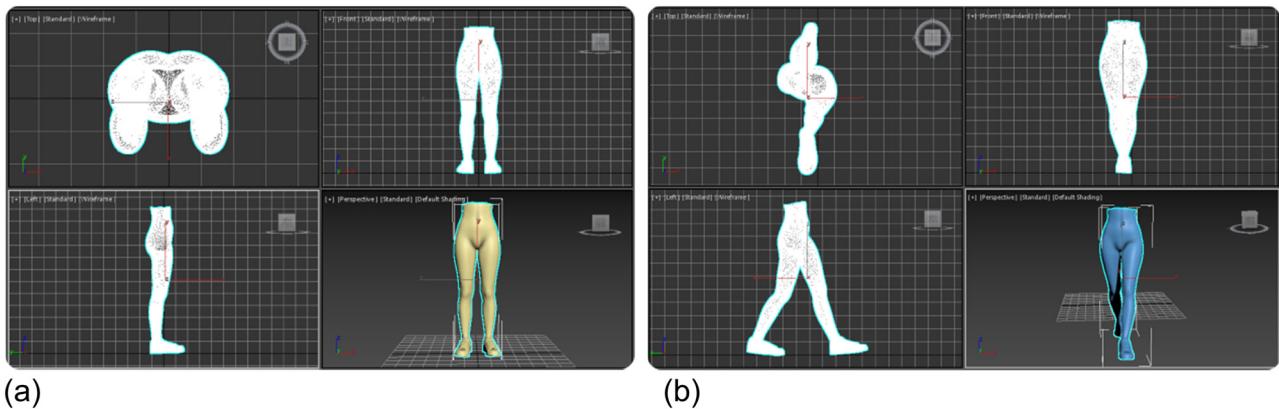 [+] [Top] [Standard] [Wireframe]
[+] [Front] [Standard] [Wireframe]
[+] [Left] [Standard] [Wireframe]
[+] [Perspective] [Standard] [Default Shading]
(a)
[+] [Top] [Standard] [Wireframe]
[+] [Front] [Standard] [Wireframe]
[+] [Left] [Standard] [Wireframe]
[+] [Perspective] [Standard] [Default Shading]
(b)